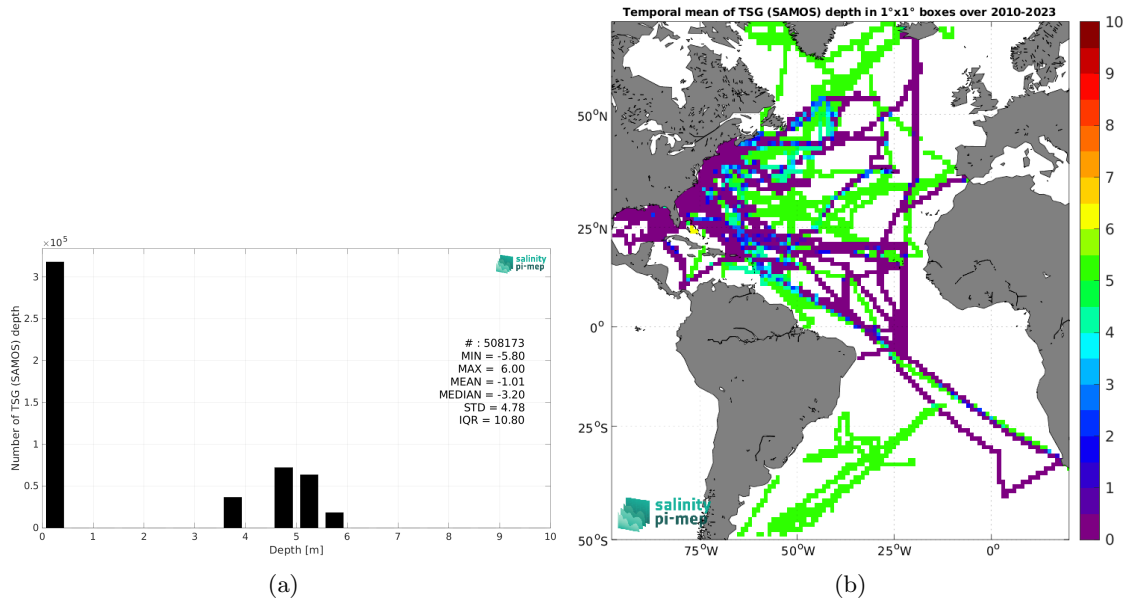 Temporal mean of TSG (SAMOS) depth in 1°x1° boxes over 2010-2023
×10⁵
3
2.5
2
1.5
1
0.5
0
Number of TSG (SAMOS) depth
0 1 2 3 4 5 6 7 8 9 10
Depth [m]
salinity
pi-mep
# : 508173
MIN = -5.80
MAX = 6.00
MEAN = -1.01
MEDIAN = -3.20
STD = 4.78
IQR = 10.80
(a)
50°N
25°N
0°
25°S
50°S
75°W 50°W 25°W 0°
salinity
pi-mep
10
9
8
7
6
5
4
3
2
1
0
(b)